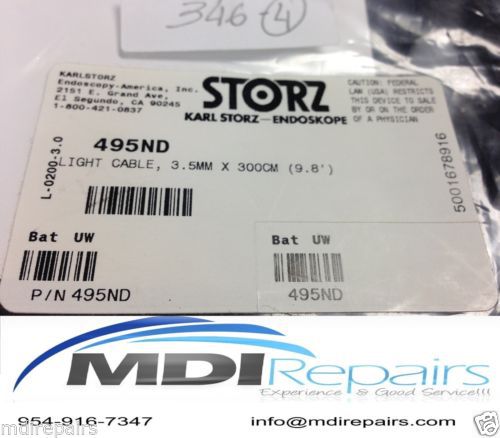 346-4
KARLSTORZ
Endoscopy-America, Inc.
2151 E. Grand Ave,
El Segundo, CA 90245
1-800-421-0837
STORZ
KARL STORZ—ENDOSKOPE
CAUTION: FEDERAL
LAW (USA) RESTRICTS
THIS DEVICE TO SALE
BY OR ON THE ORDER
OF A PHYSICIAN
L-0200-3.0
495ND
LIGHT CABLE, 3.5MM X 300CM (9.8')
5001678916
Bat UW
Bat UW
P/N 495ND
495ND
MDIRepairs
Experience & Good Service!!!
954-916-7347
info@mdirepairs.com
mdi repairs